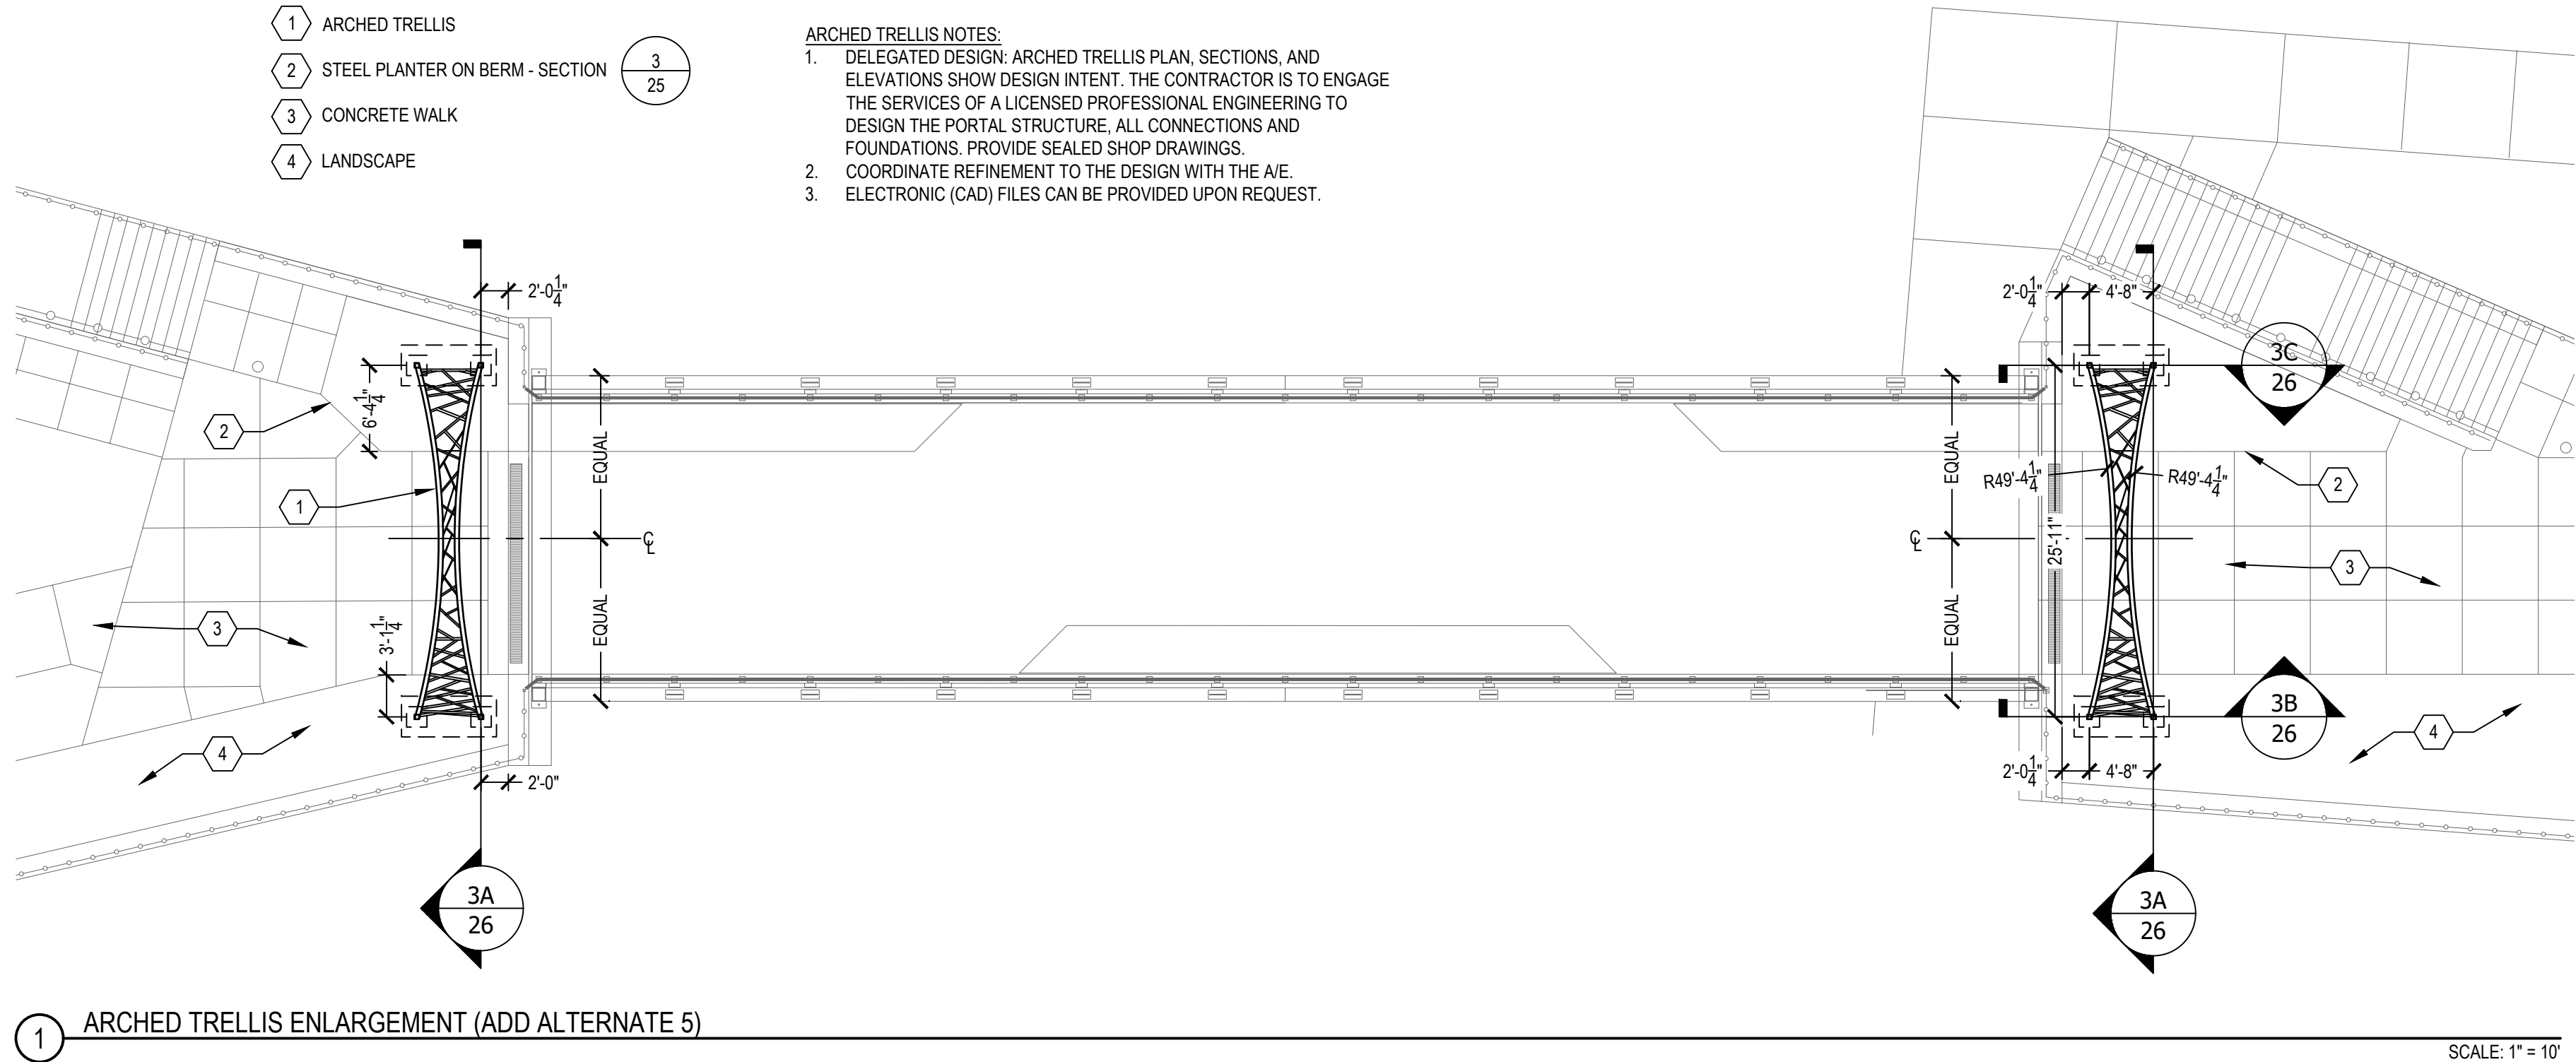 1 ARCHED TRELLIS
2 STEEL PLANTER ON BERM - SECTION 3
25
3 CONCRETE WALK
4 LANDSCAPE
ARCHED TRELLIS NOTES:
1. DELEGATED DESIGN: ARCHED TRELLIS PLAN, SECTIONS, AND
ELEVATIONS SHOW DESIGN INTENT. THE CONTRACTOR IS TO ENGAGE
THE SERVICES OF A LICENSED PROFESSIONAL ENGINEERING TO
DESIGN THE PORTAL STRUCTURE, ALL CONNECTIONS AND
FOUNDATIONS. PROVIDE SEALED SHOP DRAWINGS.
2. COORDINATE REFINEMENT TO THE DESIGN WITH THE A/E.
3. ELECTRONIC (CAD) FILES CAN BE PROVIDED UPON REQUEST.
2'-0 1/4"
6'-4 1/4"
2
1
3
3'-1 1/4"
4
2'-0"
EQUAL
EQUAL
℄
3A
26
2'-0 1/4"
4'-8"
3C
26
EQUAL
R49'-4 1/4"
R49'-4 1/4"
2
℄
25'-11"
3
EQUAL
3B
26
4
2'-0 1/4"
4'-8"
3A
26
1 ARCHED TRELLIS ENLARGEMENT (ADD ALTERNATE 5)
SCALE: 1" = 10'